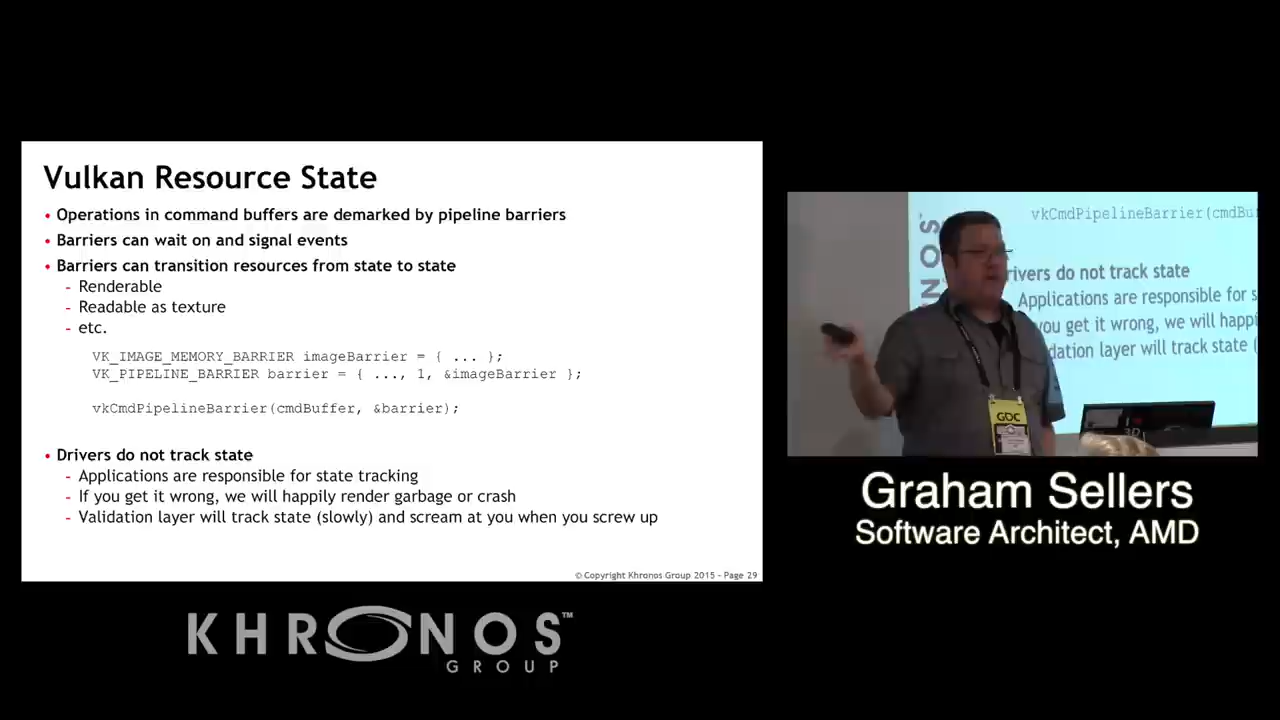 Vulkan Resource State
• Operations in command buffers are demarked by pipeline barriers
• Barriers can wait on and signal events
• Barriers can transition resources from state to state
- Renderable
- Readable as texture
- etc.
VK_IMAGE_MEMORY_BARRIER imageBarrier = { ... };
VK_PIPELINE_BARRIER barrier = { ..., 1, &imageBarrier };
vkCmdPipelineBarrier(cmdBuffer, &barrier);
• Drivers do not track state
- Applications are responsible for state tracking
- If you get it wrong, we will happily render garbage or crash
- Validation layer will track state (slowly) and scream at you when you screw up
© Copyright Khronos Group 2015 - Page 29
KHRONOS™
GROUP
vkCmdPipelineBarrier(cmdBu
NOS
rivers do not track state
Applications are responsible for s
you get it wrong, we will happi
dation layer will track state (
GDC
Graham Sellers
Software Architect, AMD